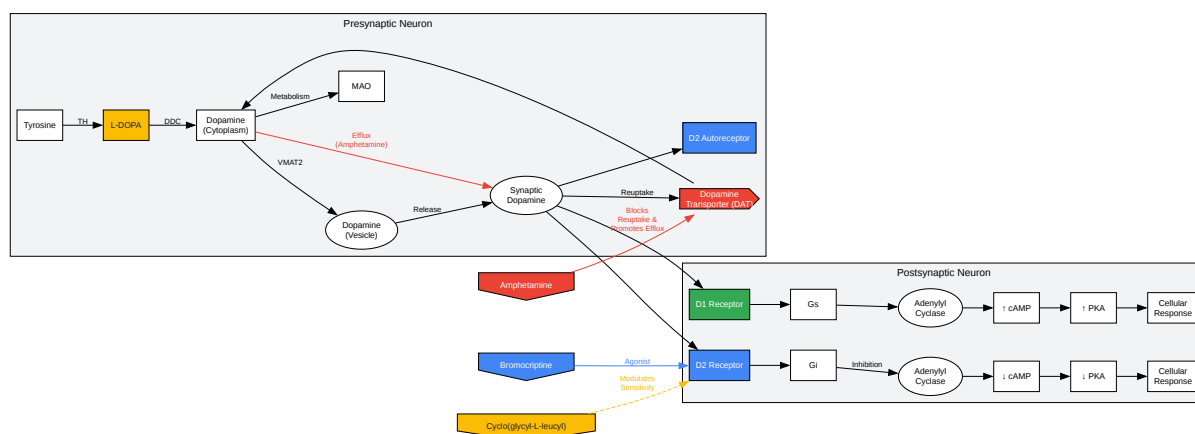 Presynaptic Neuron
Tyrosine
TH
L-DOPA
DDC
Dopamine
(Cytoplasm)
Metabolism
MAO
Efflux
(Amphetamine)
VMAT2
Dopamine
(Vesicle)
Release
Synaptic
Dopamine
D2 Autoreceptor
Reuptake
Dopamine
Transporter (DAT)
Blocks
Reuptake &
Promotes Efflux
Amphetamine
Postsynaptic Neuron
D1 Receptor
Gs
Adenylyl
Cyclase
↑ cAMP
↑ PKA
Cellular
Response
Bromocriptine
Agonist
D2 Receptor
Gi
Inhibition
Adenylyl
Cyclase
↓ cAMP
↓ PKA
Cellular
Response
Modulates
Sensitivity
Cyclo(glycyl-L-leucyl)